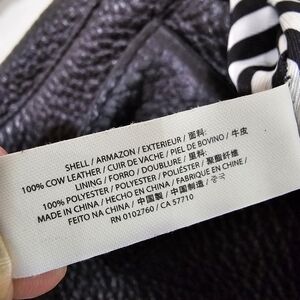 SHELL / ARMAZON / EXTERIEUR / 面料:
100% COW LEATHER / CUIR DE VACHE / PIEL DE BOVINO / 牛皮
LINING / FORRO / DOUBLURE / 里料:
100% POLYESTER / POLYESTER / POLIÉSTER / 聚酯纤维
MADE IN CHINA / HECHO EN CHINA / FABRIQUE EN CHINE /
FEITO NA CHINA / 中国製 / 中国制造 / 중국
RN 0102760 / CA 57710